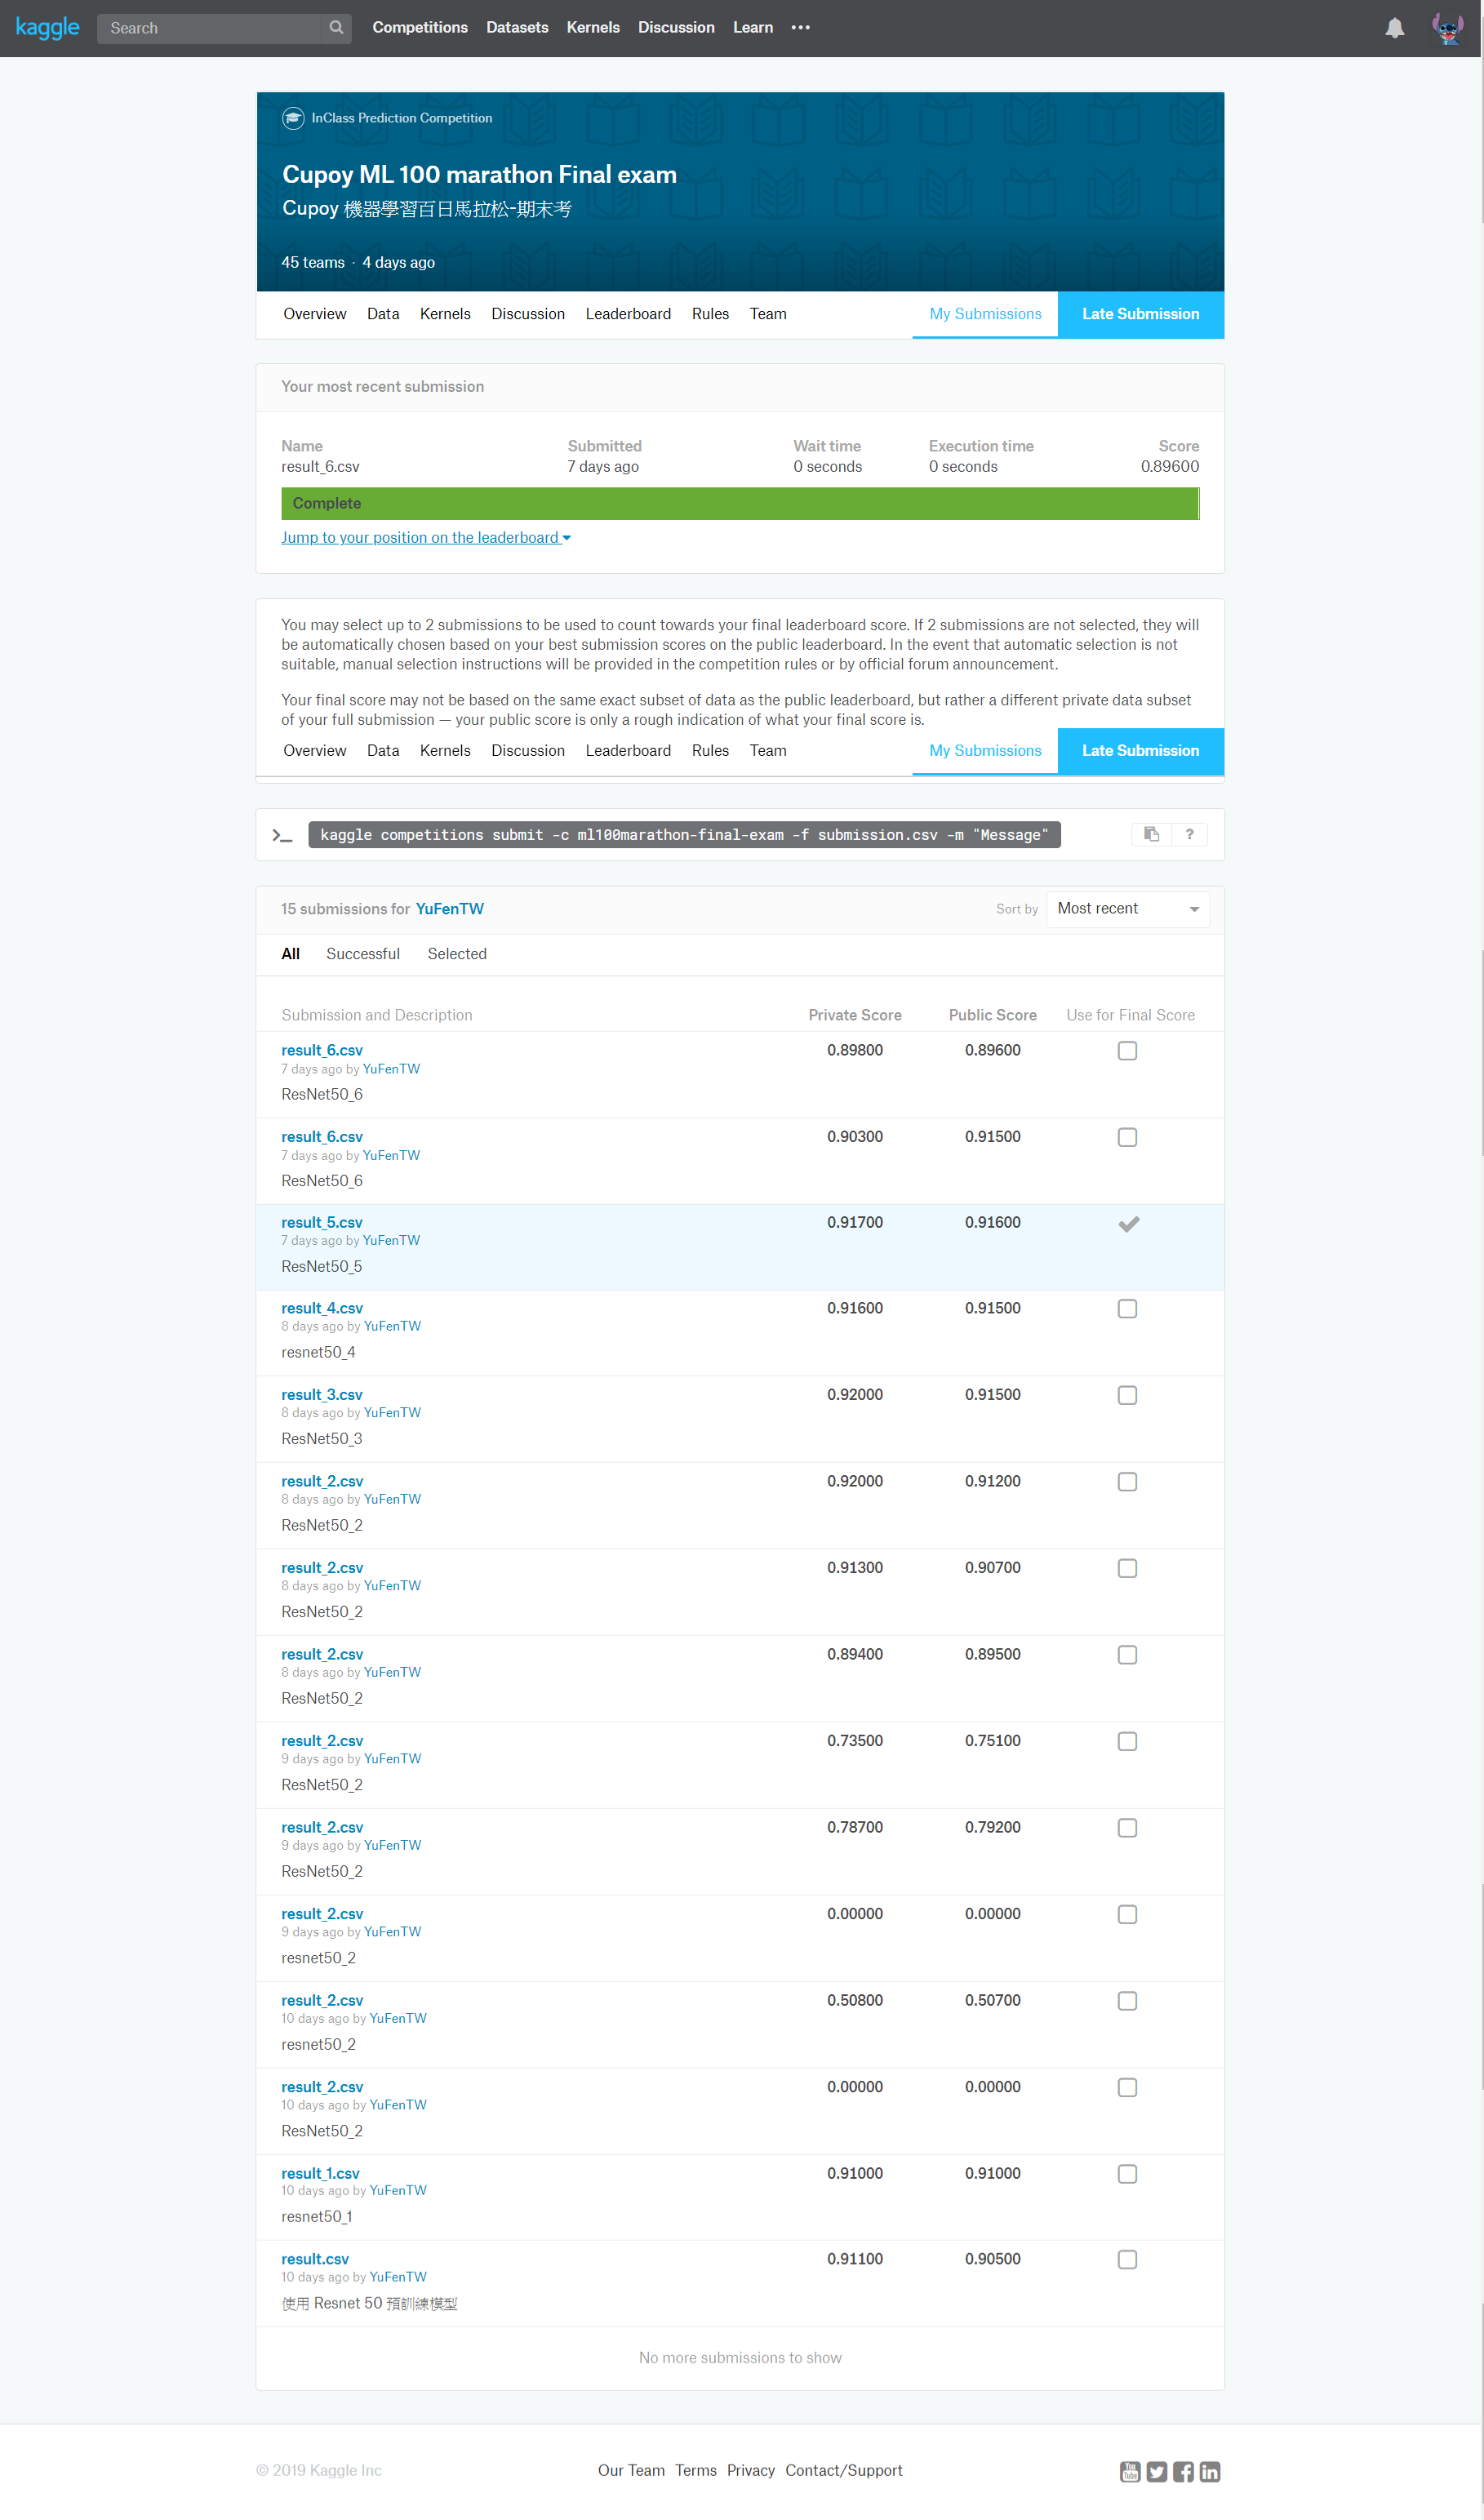 kaggle Search Competitions Datasets Kernels Discussion Learn
InClass Prediction Competition
Cupoy ML 100 marathon Final exam
Cupoy 機器學習百日馬拉松-期末考
45 teams · 4 days ago
Overview Data Kernels Discussion Leaderboard Rules Team My Submissions Late Submission
Your most recent submission
Name Submitted Wait time Execution time Score
result_6.csv 7 days ago 0 seconds 0 seconds 0.89600
Complete
Jump to your position on the leaderboard
You may select up to 2 submissions to be used to count towards your final leaderboard score. If 2 submissions are not selected, they will
be automatically chosen based on your best submission scores on the public leaderboard. In the event that automatic selection is not
suitable, manual selection instructions will be provided in the competition rules or by official forum announcement.
Your final score may not be based on the same exact subset of data as the public leaderboard, but rather a different private data subset
of your full submission — your public score is only a rough indication of what your final score is.
Overview Data Kernels Discussion Leaderboard Rules Team My Submissions Late Submission
>_ kaggle competitions submit -c ml100marathon-final-exam -f submission.csv -m "Message" ?
15 submissions for YuFenTW Sort by Most recent
All Successful Selected
Submission and Description Private Score Public Score Use for Final Score
result_6.csv 0.89800 0.89600
7 days ago by YuFenTW
ResNet50_6
result_6.csv 0.90300 0.91500
7 days ago by YuFenTW
ResNet50_6
result_5.csv 0.91700 0.91600
7 days ago by YuFenTW
ResNet50_5
result_4.csv 0.91600 0.91500
8 days ago by YuFenTW
resnet50_4
result_3.csv 0.92000 0.91500
8 days ago by YuFenTW
ResNet50_3
result_2.csv 0.92000 0.91200
8 days ago by YuFenTW
ResNet50_2
result_2.csv 0.91300 0.90700
8 days ago by YuFenTW
ResNet50_2
result_2.csv 0.89400 0.89500
8 days ago by YuFenTW
ResNet50_2
result_2.csv 0.73500 0.75100
9 days ago by YuFenTW
ResNet50_2
result_2.csv 0.78700 0.79200
9 days ago by YuFenTW
ResNet50_2
result_2.csv 0.00000 0.00000
9 days ago by YuFenTW
resnet50_2
result_2.csv 0.50800 0.50700
10 days ago by YuFenTW
resnet50_2
result_2.csv 0.00000 0.00000
10 days ago by YuFenTW
ResNet50_2
result_1.csv 0.91000 0.91000
10 days ago by YuFenTW
resnet50_1
result.csv 0.91100 0.90500
10 days ago by YuFenTW
使用 Resnet 50 預訓練模型
No more submissions to show
© 2019 Kaggle Inc Our Team Terms Privacy Contact/Support